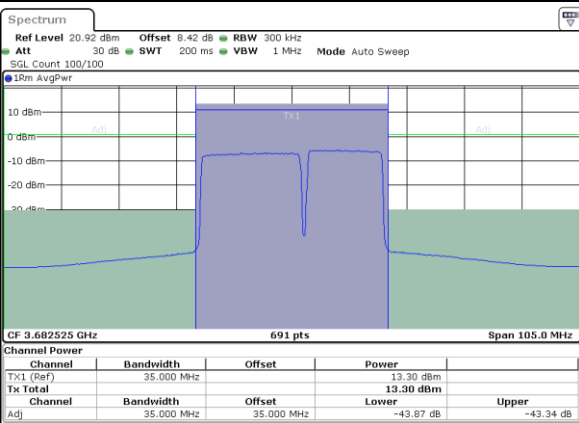 Spectrum
Ref Level 20.92 dBm Offset 8.42 dB RBW 300 kHz
Att 30 dB SWT 200 ms VBW 1 MHz Mode Auto Sweep
SGL Count 100/100
1Rm AvgPwr
10 dBm
TX1
Adj Adj
0 dBm
-10 dBm
-20 dBm
-30 dBm
CF 3.682525 GHz 691 pts Span 105.0 MHz
Channel Power
Channel Bandwidth Offset Power
TX1 (Ref) 35.000 MHz 13.30 dBm
Tx Total 13.30 dBm
Channel Bandwidth Offset Lower Upper
Adj 35.000 MHz 35.000 MHz -43.87 dB -43.34 dB